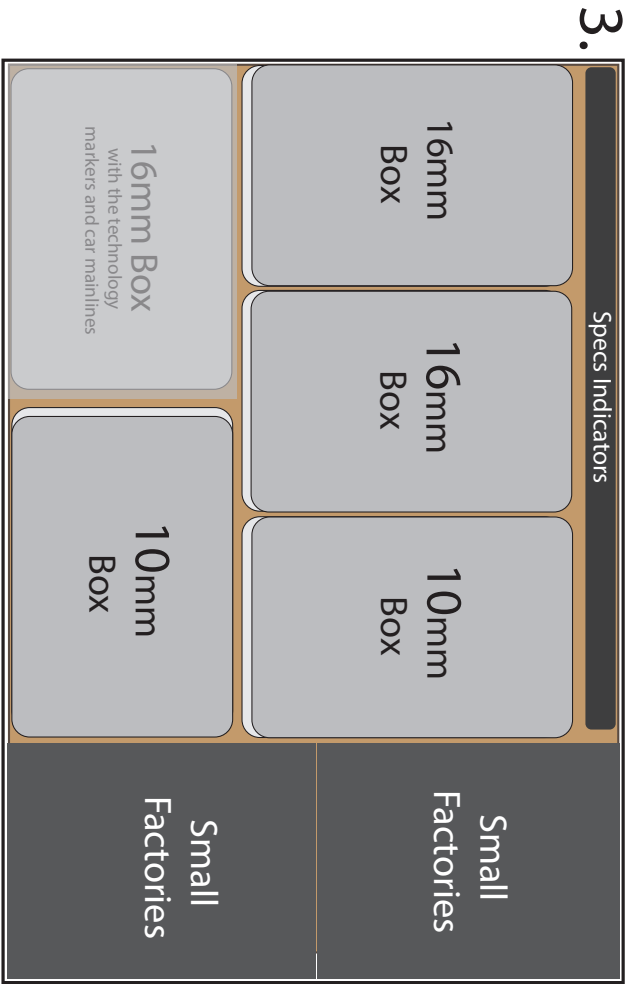 3.
Specs Indicators
16mm
Box
16mm
Box
10mm
Box
Small
Factories
16mm Box
with the technology
markers and car mainlines
10mm
Box
Small
Factories